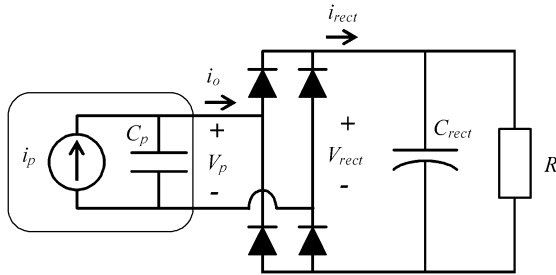 i_rect
i_o
i_p
C_p
+
V_p
-
+
V_rect
-
C_rect
R